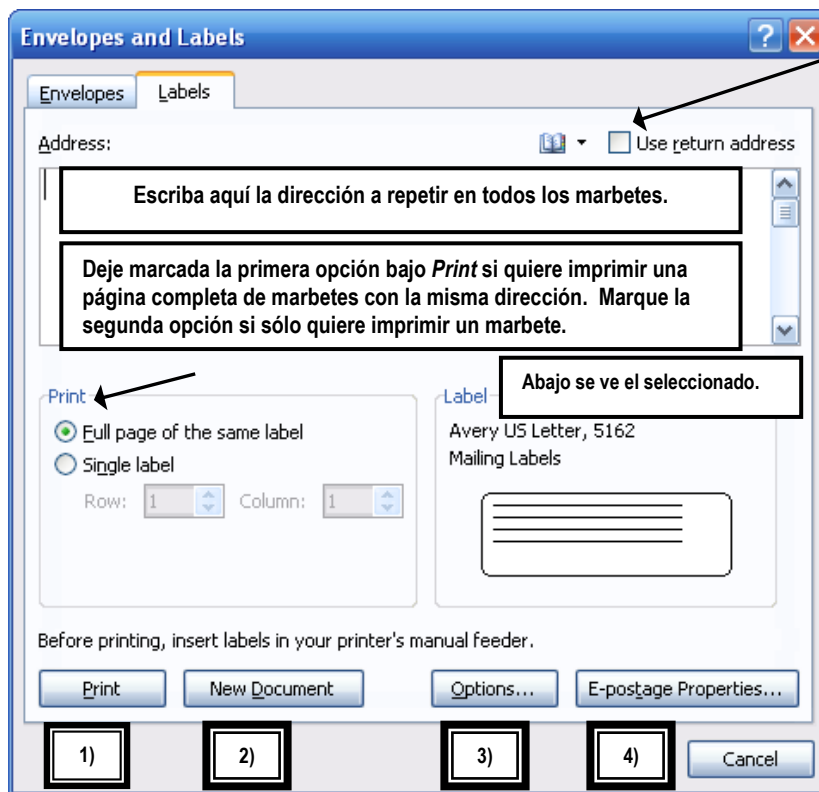 Envelopes and Labels
Envelopes
Labels
Address:
Use return address
Escriba aquí la dirección a repetir en todos los marbetes.
Deje marcada la primera opción bajo Print si quiere imprimir una
página completa de marbetes con la misma dirección. Marque la
segunda opción si sólo quiere imprimir un marbete.
Abajo se ve el seleccionado.
Print
Full page of the same label
Single label
Row: 1 Column: 1
Label
Avery US Letter, 5162
Mailing Labels
Before printing, insert labels in your printer's manual feeder.
Print
New Document
Options...
E-postage Properties...
1)
2)
3)
4)
Cancel